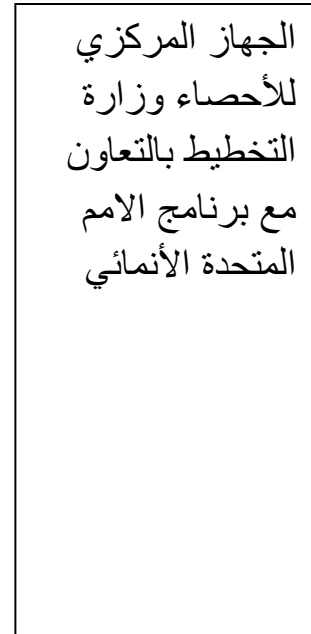 الجهاز المركزي
للأحصاء وزارة
التخطيط بالتعاون
مع برنامج الامم
المتحدة الأنمائي